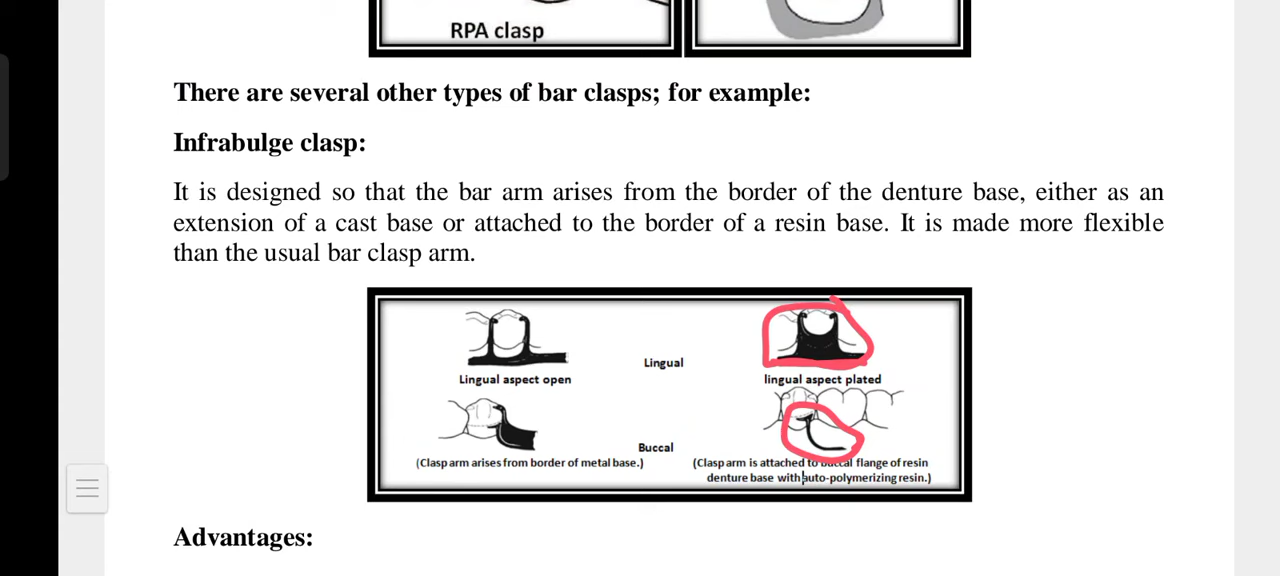 RPA clasp
There are several other types of bar clasps; for example:
Infrabulge clasp:
It is designed so that the bar arm arises from the border of the denture base, either as an
extension of a cast base or attached to the border of a resin base. It is made more flexible
than the usual bar clasp arm.
Lingual
Lingual aspect open
lingual aspect plated
Buccal
(Clasp arm arises from border of metal base.)
(Clasp arm is attached to buccal flange of resin
denture base with auto-polymerizing resin.)
Advantages: